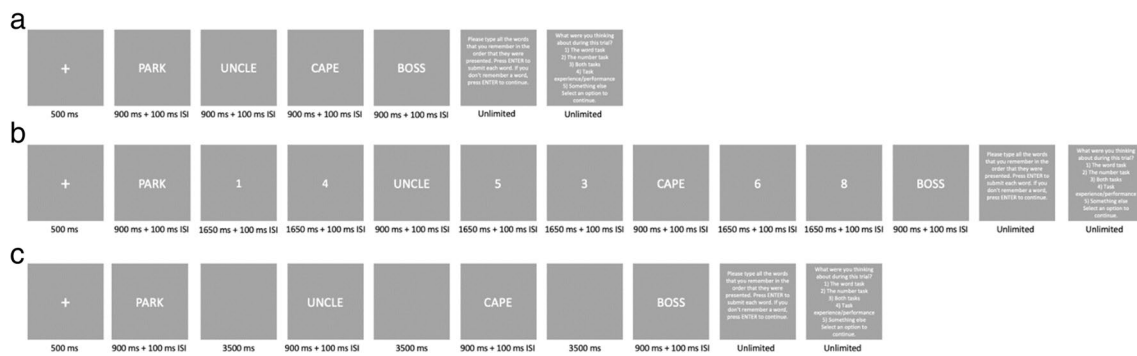 a
+ PARK UNCLE CAPE BOSS
Please type all the words
that you remember in the
order that they were
presented. Press ENTER to
submit each word. If you
don't remember a word,
press ENTER to continue.
What were you thinking
about during this trial?
1) The word task
2) The number task
3) Both tasks
4) Task
experience/performance
5) Something else
Select an option to
continue.
500 ms 900 ms + 100 ms ISI 900 ms + 100 ms ISI 900 ms + 100 ms ISI 900 ms + 100 ms ISI Unlimited Unlimited
b
+ PARK 1 4 UNCLE 5 3 CAPE 6 8 BOSS
Please type all the words
that you remember in the
order that they were
presented. Press ENTER to
submit each word. If you
don't remember a word,
press ENTER to continue.
What were you thinking
about during this trial?
1) The word task
2) The number task
3) Both tasks
4) Task
experience/performance
5) Something else
Select an option to
continue.
500 ms 900 ms + 100 ms ISI 1650 ms + 100 ms ISI 1650 ms + 100 ms ISI 900 ms + 100 ms ISI 1650 ms + 100 ms ISI 1650 ms + 100 ms ISI 900 ms + 100 ms ISI 1650 ms + 100 ms ISI 1650 ms + 100 ms ISI 900 ms + 100 ms ISI Unlimited Unlimited
c
+ PARK UNCLE CAPE BOSS
Please type all the words
that you remember in the
order that they were
presented. Press ENTER to
submit each word. If you
don't remember a word,
press ENTER to continue.
What were you thinking
about during this trial?
1) The word task
2) The number task
3) Both tasks
4) Task
experience/performance
5) Something else
Select an option to
continue.
500 ms 900 ms + 100 ms ISI 3500 ms 900 ms + 100 ms ISI 3500 ms 900 ms + 100 ms ISI 3500 ms 900 ms + 100 ms ISI Unlimited Unlimited